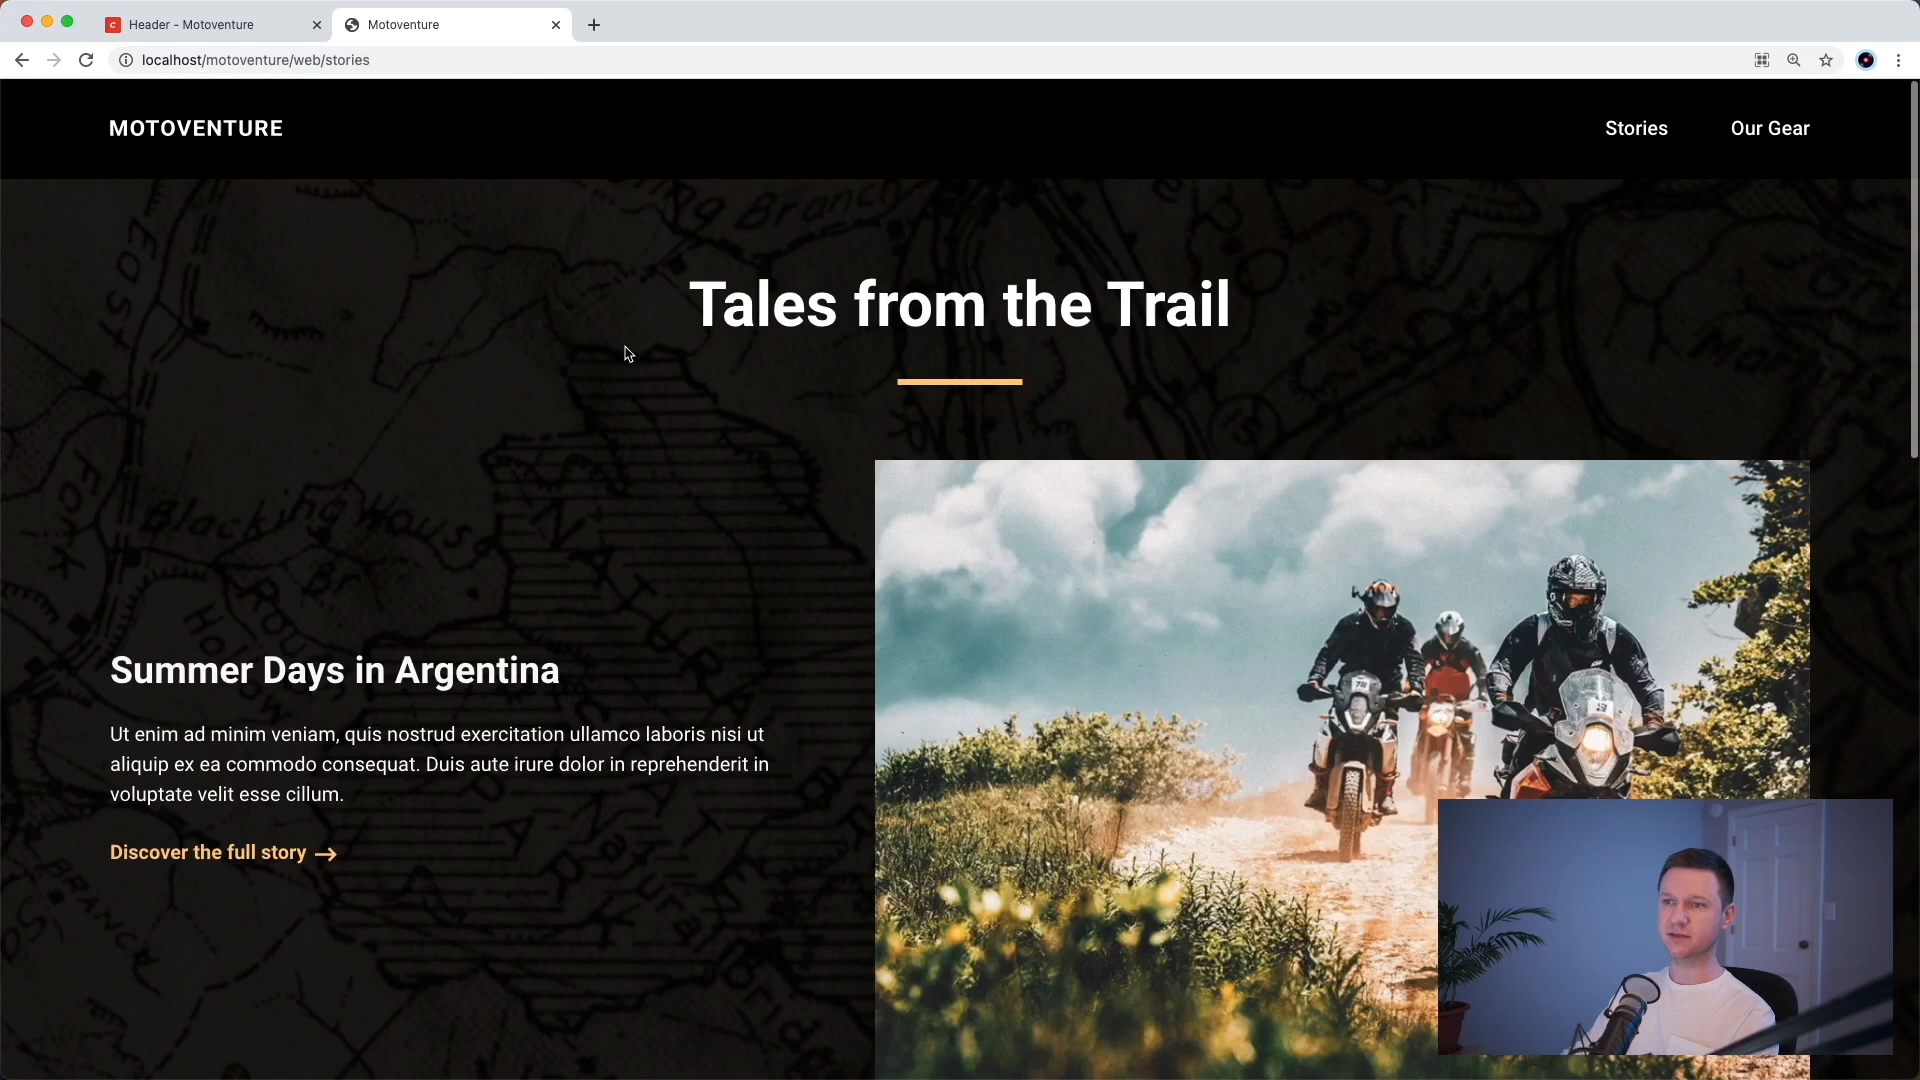 Header - Motoventure
Motoventure
localhost/motoventure/web/stories
MOTOVENTURE
Stories
Our Gear
Tales from the Trail
Summer Days in Argentina
Ut enim ad minim veniam, quis nostrud exercitation ullamco laboris nisi ut
aliquip ex ea commodo consequat. Duis aute irure dolor in reprehenderit in
voluptate velit esse cillum.
Discover the full story